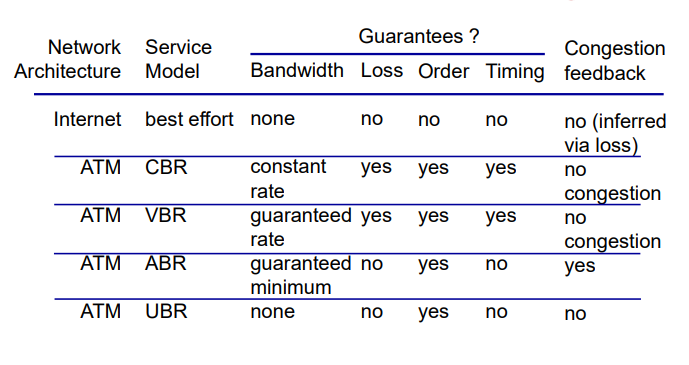 Guarantees ?
Network Service Congestion
Architecture Model Bandwidth Loss Order Timing feedback
Internet best effort none no no no no (inferred
via loss)
ATM CBR constant yes yes yes no
rate congestion
ATM VBR guaranteed yes yes yes no
rate congestion
ATM ABR guaranteed no yes no yes
minimum
ATM UBR none no yes no no